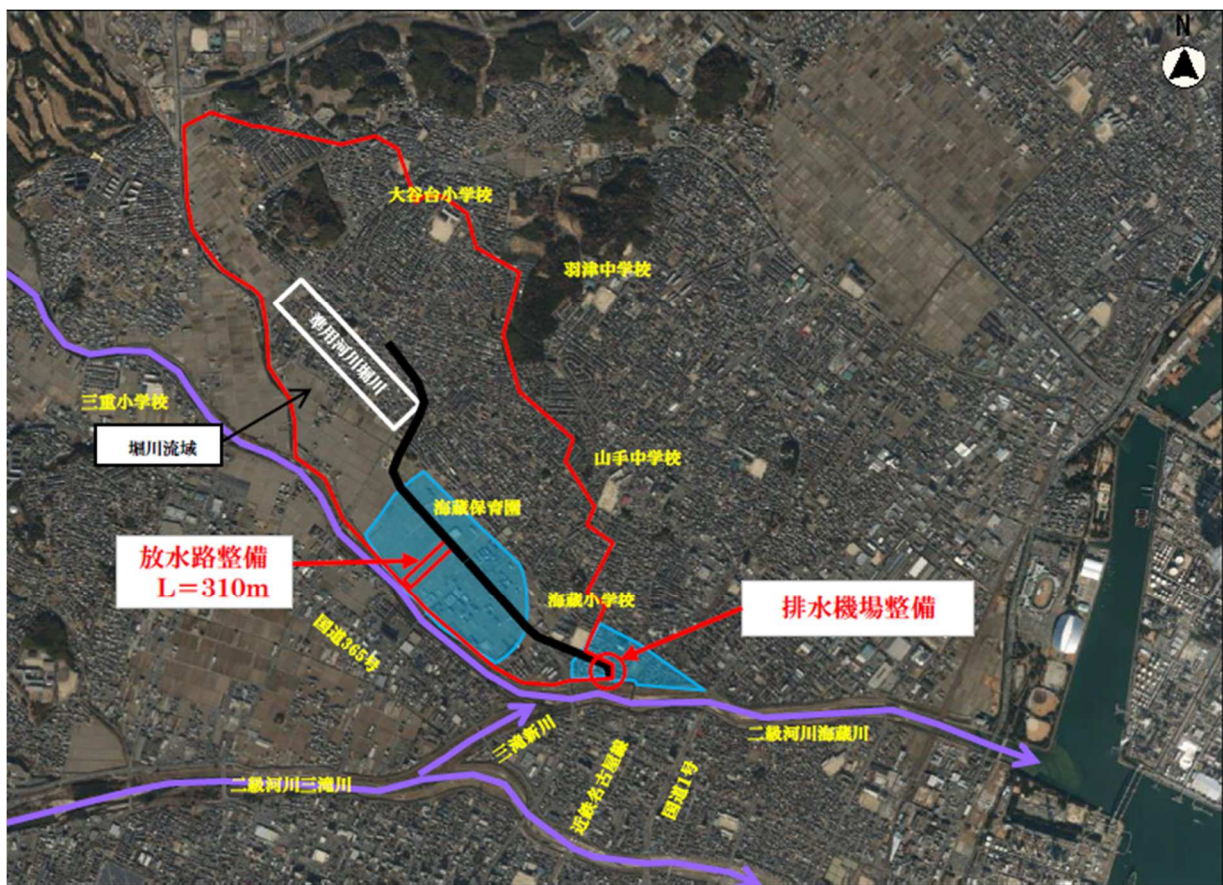 N
大谷台小学校
羽津中学校
準用河川堀川
三重小学校
堀川流域
山手中学校
海蔵保育園
放水路整備
L=310m
海蔵小学校
排水機場整備
国道365号
三滝新川
二級河川海蔵川
二級河川三滝川
近鉄名古屋線
国道1号